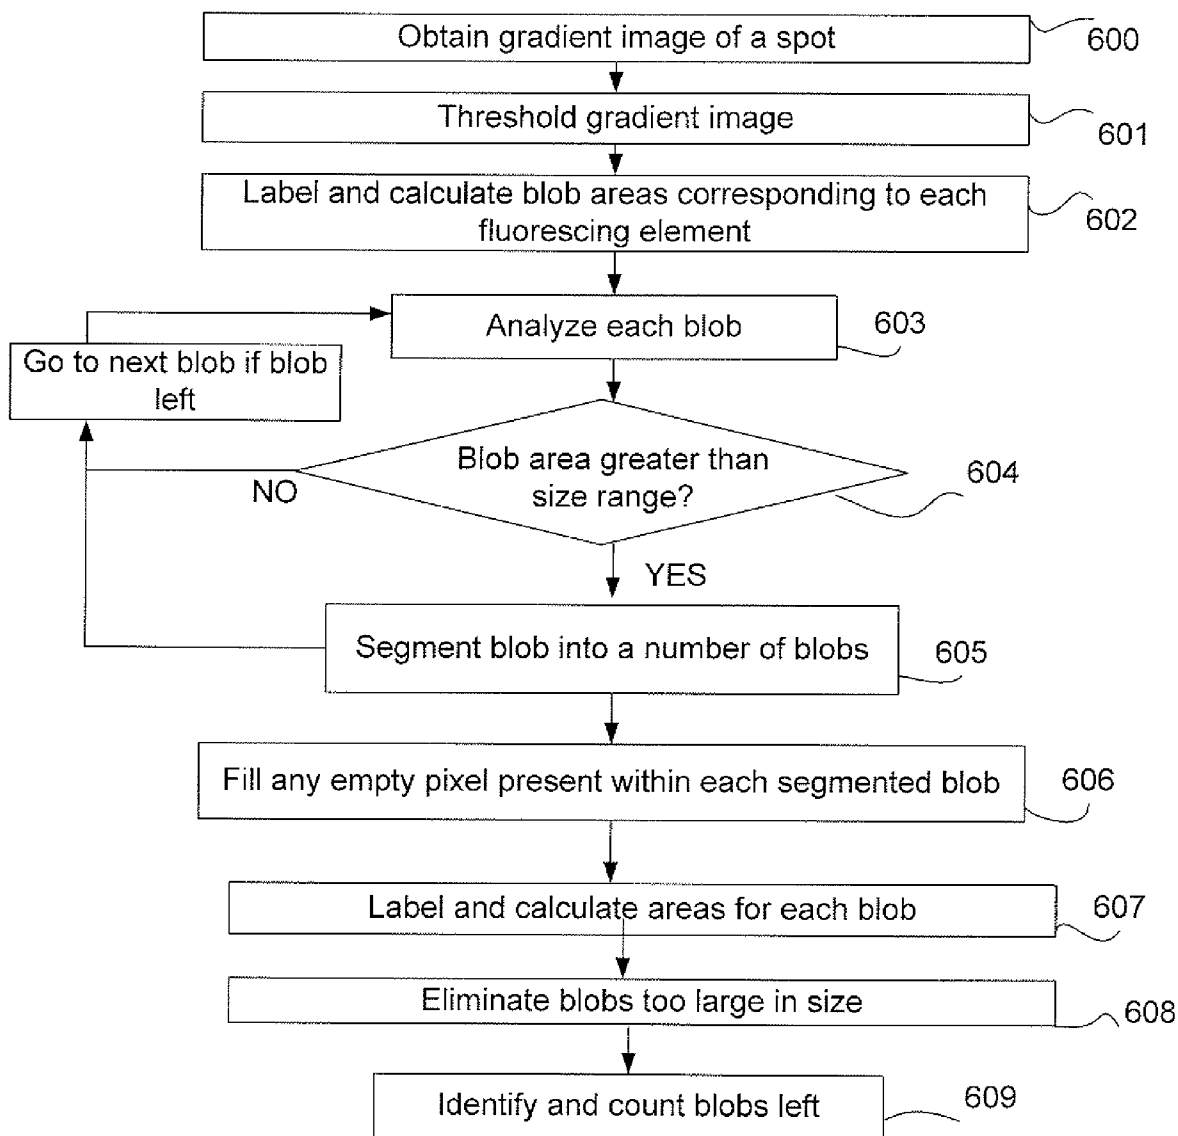 Obtain gradient image of a spot
600
Threshold gradient image
601
Label and calculate blob areas corresponding to each
fluorescing element
602
Analyze each blob
603
Go to next blob if blob
left
Blob area greater than
size range?
604
NO
YES
Segment blob into a number of blobs
605
Fill any empty pixel present within each segmented blob
606
Label and calculate areas for each blob
607
Eliminate blobs too large in size
608
Identify and count blobs left
609